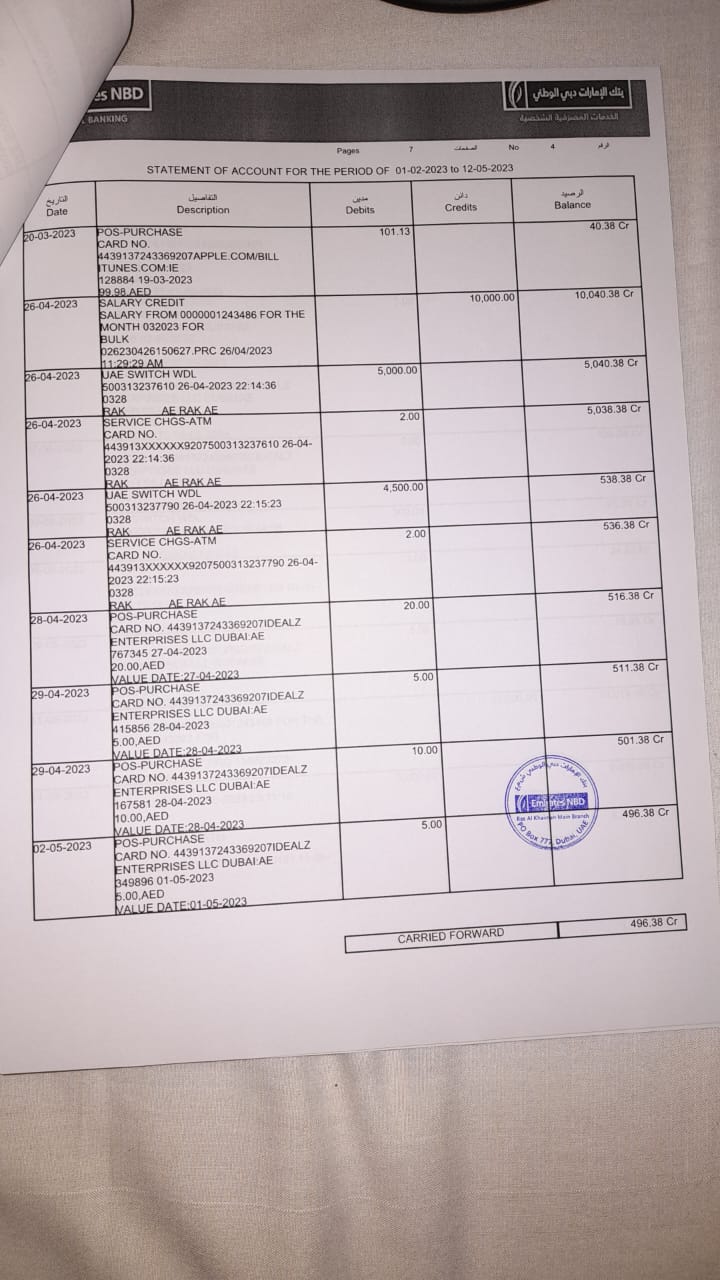 es NBD
BANKING
بنك الإمارات دبي الوطني
الخدمات المصرفية الشخصية
Pages 7 الصفحات No 4 الرقم
STATEMENT OF ACCOUNT FOR THE PERIOD OF 01-02-2023 to 12-05-2023
التاريخ التفاصيل مدين دائن الرصيد
Date Description Debits Credits Balance
20-03-2023 POS-PURCHASE 101.13 40.38 Cr
CARD NO.
4439137243369207APPLE.COM/BILL
ITUNES.COM:IE
128884 19-03-2023
99.98,AED
26-04-2023 SALARY CREDIT 10,000.00 10,040.38 Cr
SALARY FROM 0000001243486 FOR THE
MONTH 032023 FOR
BULK
026230426150627.PRC 26/04/2023
11:29:29 AM
26-04-2023 UAE SWITCH WDL 5,000.00 5,040.38 Cr
500313237610 26-04-2023 22:14:36
0328
RAK AE RAK AE
26-04-2023 SERVICE CHGS-ATM 2.00 5,038.38 Cr
CARD NO.
443913XXXXXX9207500313237610 26-04-
2023 22:14:36
0328
RAK AE RAK AE
26-04-2023 UAE SWITCH WDL 4,500.00 538.38 Cr
500313237790 26-04-2023 22:15:23
0328
RAK AE RAK AE
26-04-2023 SERVICE CHGS-ATM 2.00 536.38 Cr
CARD NO.
443913XXXXXX9207500313237790 26-04-
2023 22:15:23
0328
RAK AE RAK AE
28-04-2023 POS-PURCHASE 20.00 516.38 Cr
CARD NO. 4439137243369207IDEALZ
ENTERPRISES LLC DUBAI:AE
767345 27-04-2023
20.00,AED
VALUE DATE:27-04-2023
29-04-2023 POS-PURCHASE 5.00 511.38 Cr
CARD NO. 4439137243369207IDEALZ
ENTERPRISES LLC DUBAI:AE
415856 28-04-2023
5.00,AED
VALUE DATE:28-04-2023
29-04-2023 POS-PURCHASE 10.00 501.38 Cr
CARD NO. 4439137243369207IDEALZ
ENTERPRISES LLC DUBAI:AE
167581 28-04-2023
10.00,AED
VALUE DATE:28-04-2023
02-05-2023 POS-PURCHASE 5.00 496.38 Cr
CARD NO. 4439137243369207IDEALZ
ENTERPRISES LLC DUBAI:AE
349896 01-05-2023
5.00,AED
VALUE DATE:01-05-2023
Emirates NBD
Ras Al Khaimah Main Branch
PO Box 777, Dubai, UAE
CARRIED FORWARD 496.38 Cr